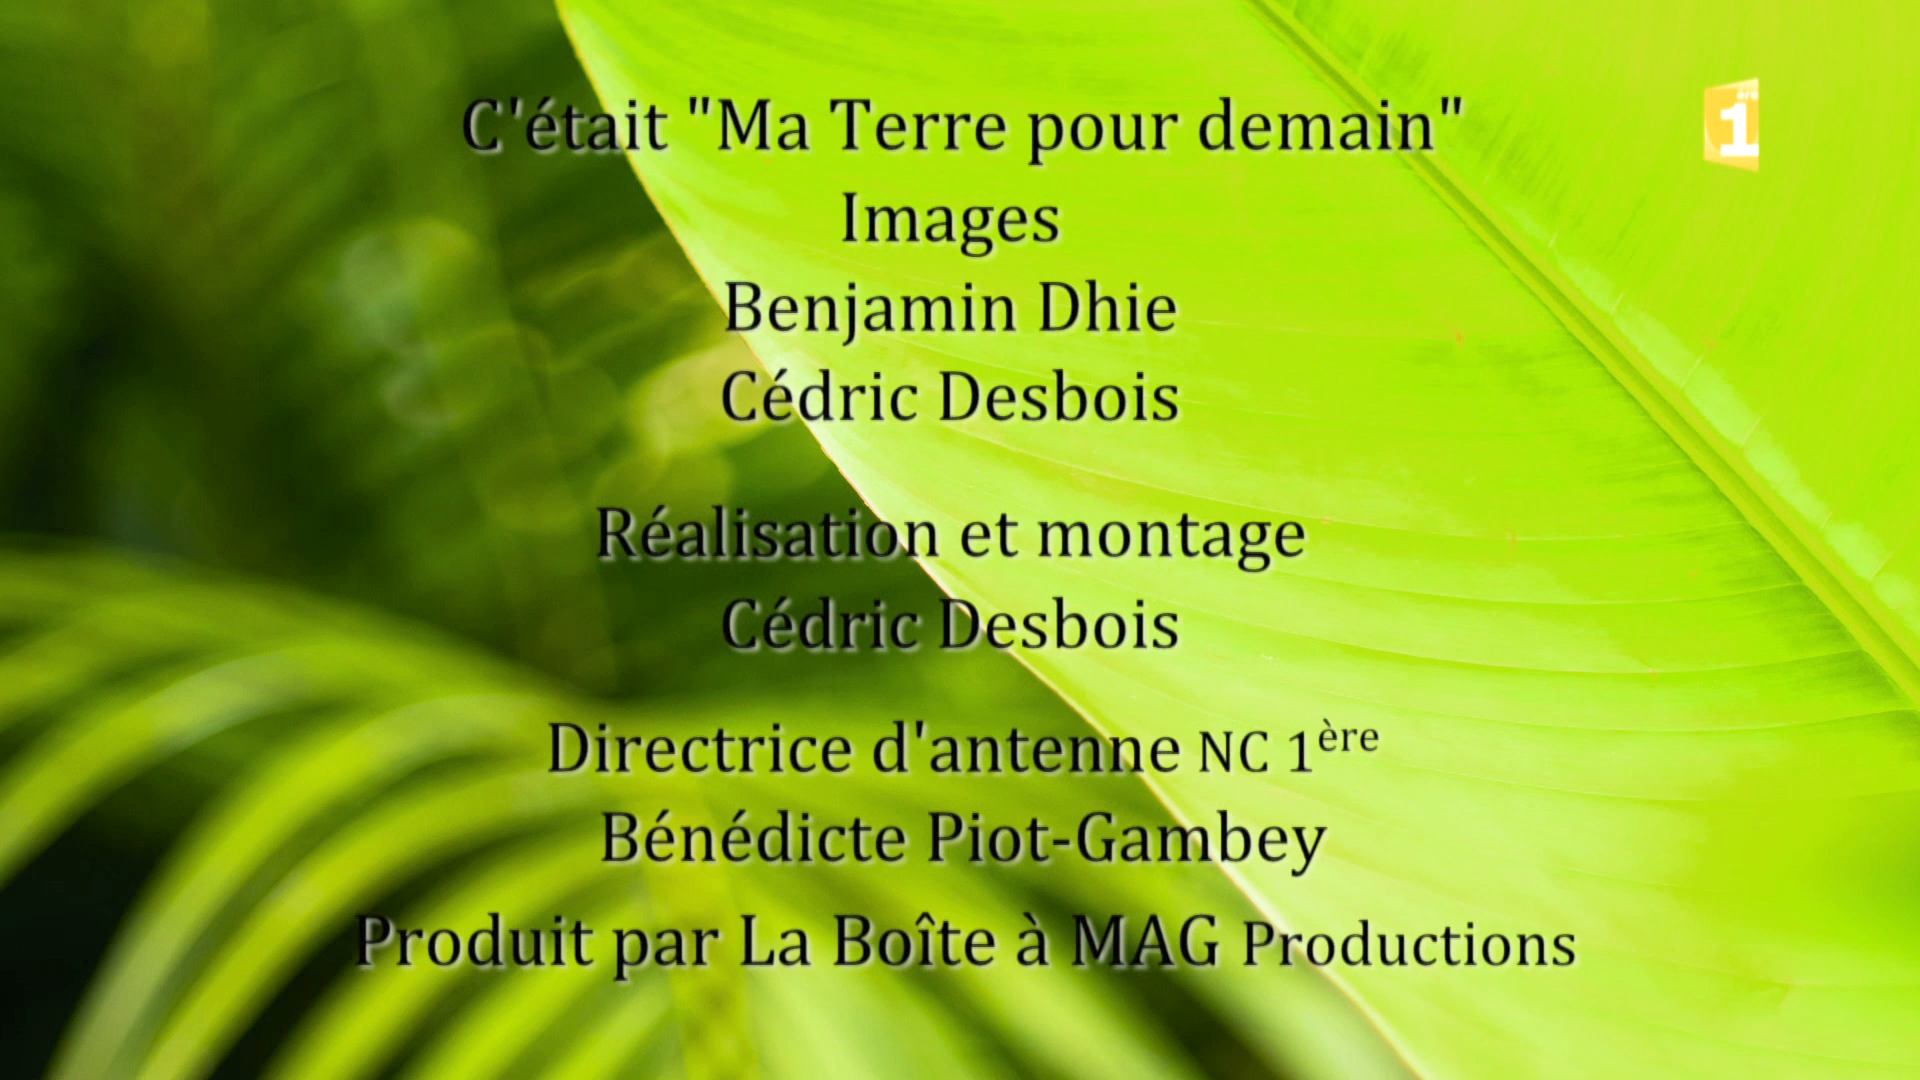 C'était "Ma Terre pour demain"
1ère
Images
Benjamin Dhie
Cédric Desbois
Réalisation et montage
Cédric Desbois
Directrice d'antenne NC 1ère
Bénédicte Piot-Gambey
Produit par La Boîte à MAG Productions